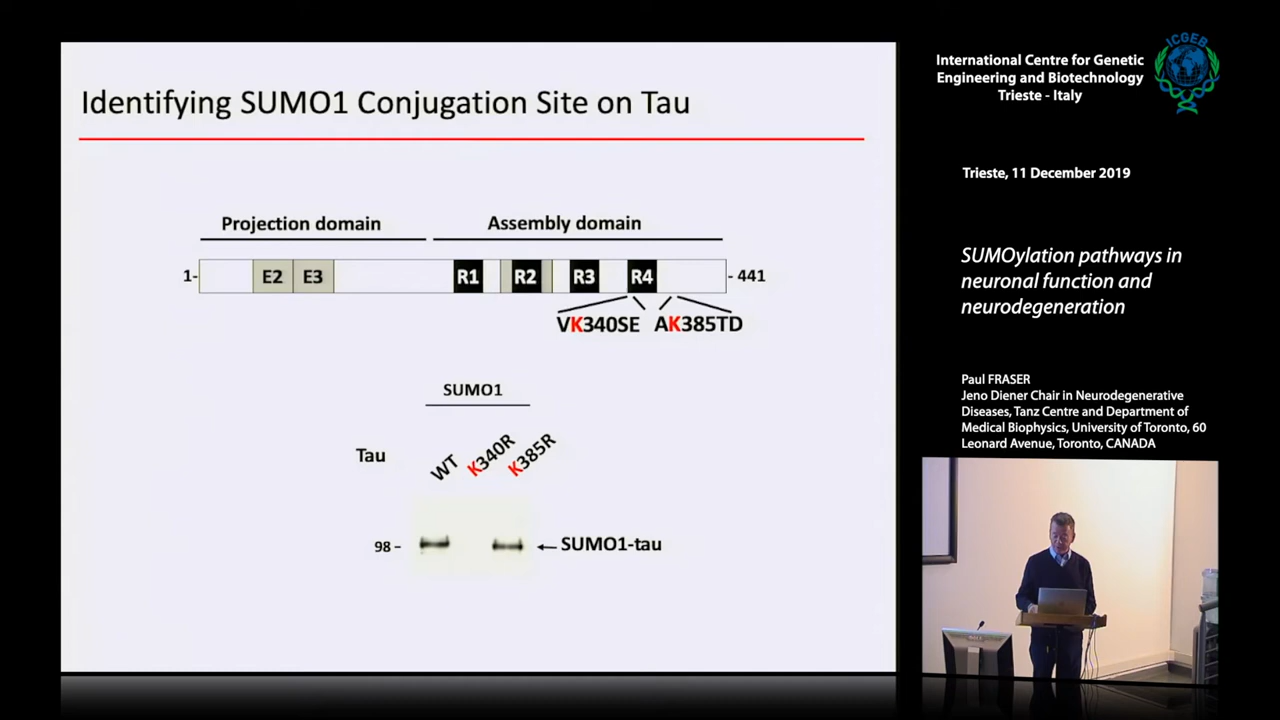 Identifying SUMO1 Conjugation Site on Tau
Projection domain
Assembly domain
1-
E2
E3
R1
R2
R3
R4
- 441
VK340SE
AK385TD
SUMO1
Tau
WT
K340R
K385R
98 –
SUMO1-tau
International Centre for Genetic
Engineering and Biotechnology
Trieste - Italy
ICGEB
Trieste, 11 December 2019
SUMOylation pathways in
neuronal function and
neurodegeneration
Paul FRASER
Jeno Diener Chair in Neurodegenerative
Diseases, Tanz Centre and Department of
Medical Biophysics, University of Toronto, 60
Leonard Avenue, Toronto, CANADA